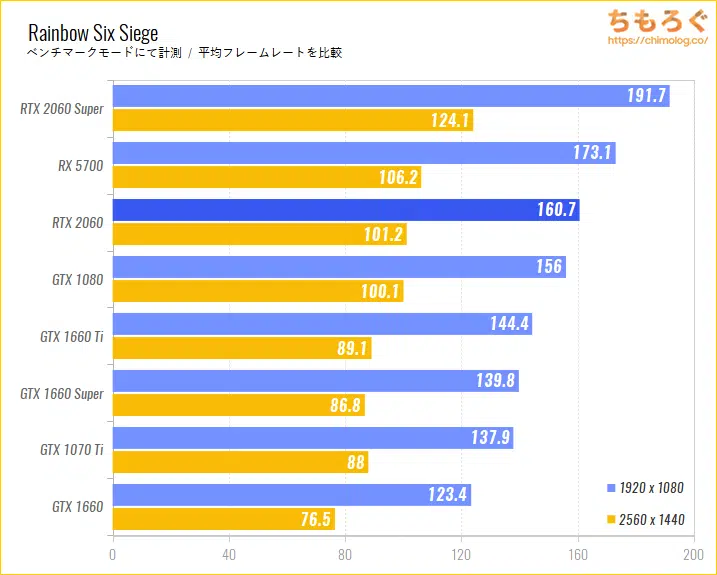 ちもろぐ
https://chimolog.co/
Rainbow Six Siege
ベンチマークモードにて計測 / 平均フレームレートを比較
RTX 2060 Super 191.7
124.1
RX 5700 173.1
106.2
RTX 2060 160.7
101.2
GTX 1080 156
100.1
GTX 1660 Ti 144.4
89.1
GTX 1660 Super 139.8
86.8
GTX 1070 Ti 137.9
88
GTX 1660 123.4
76.5
1920 x 1080
2560 x 1440
0 40 80 120 160 200